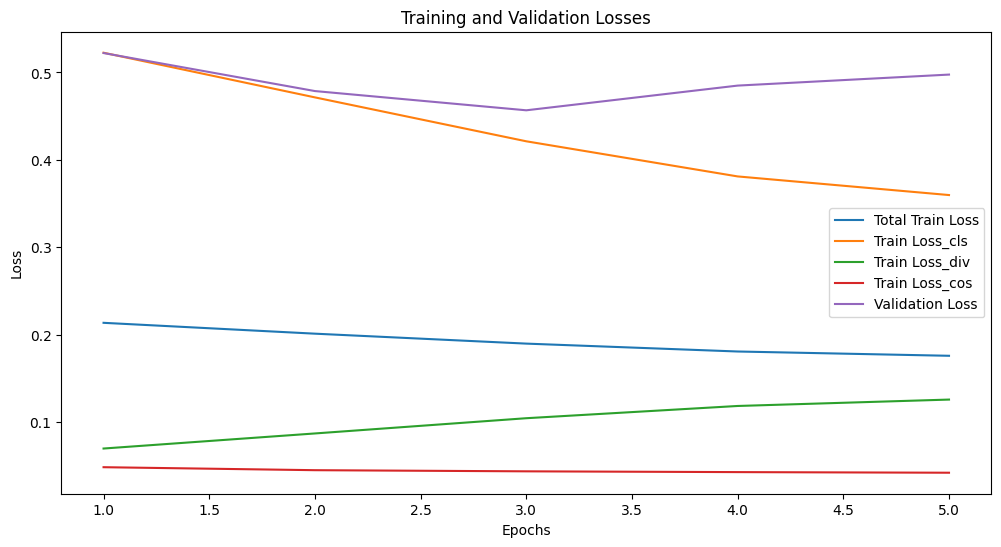 Training and Validation Losses
Loss
0.5
0.4
0.3
0.2
0.1
Total Train Loss
Train Loss_cls
Train Loss_div
Train Loss_cos
Validation Loss
1.0 1.5 2.0 2.5 3.0 3.5 4.0 4.5 5.0
Epochs